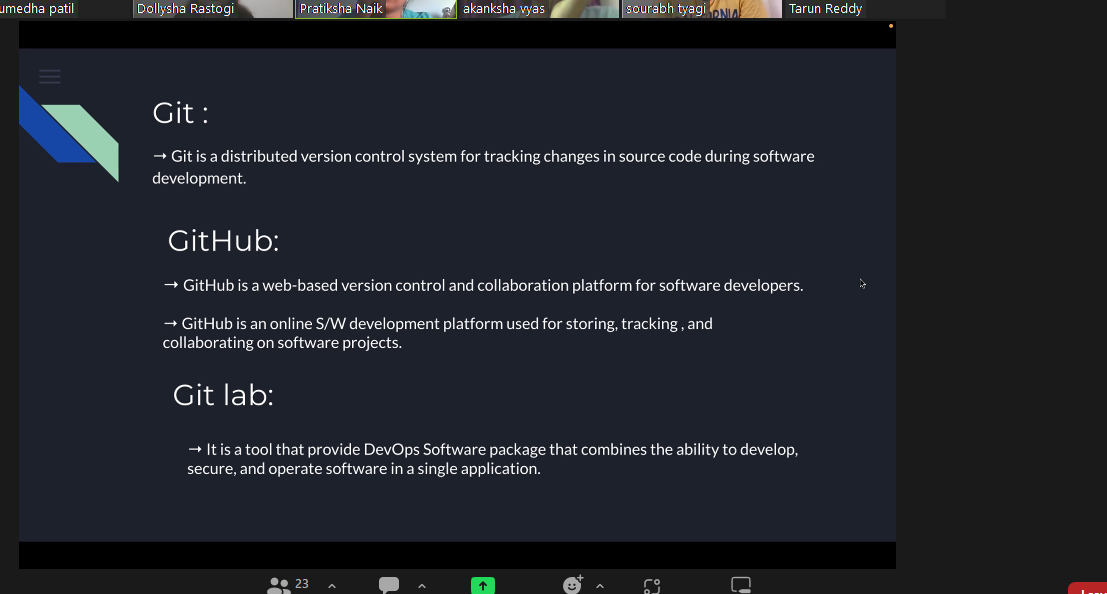 umedha patil Dollysha Rastogi Pratiksha Naik akanksha vyas sourabh tyagi Tarun Reddy
Git :
→ Git is a distributed version control system for tracking changes in source code during software
development.
GitHub:
→ GitHub is a web-based version control and collaboration platform for software developers.
→ GitHub is an online S/W development platform used for storing, tracking , and
collaborating on software projects.
Git lab:
→ It is a tool that provide DevOps Software package that combines the ability to develop,
secure, and operate software in a single application.
23